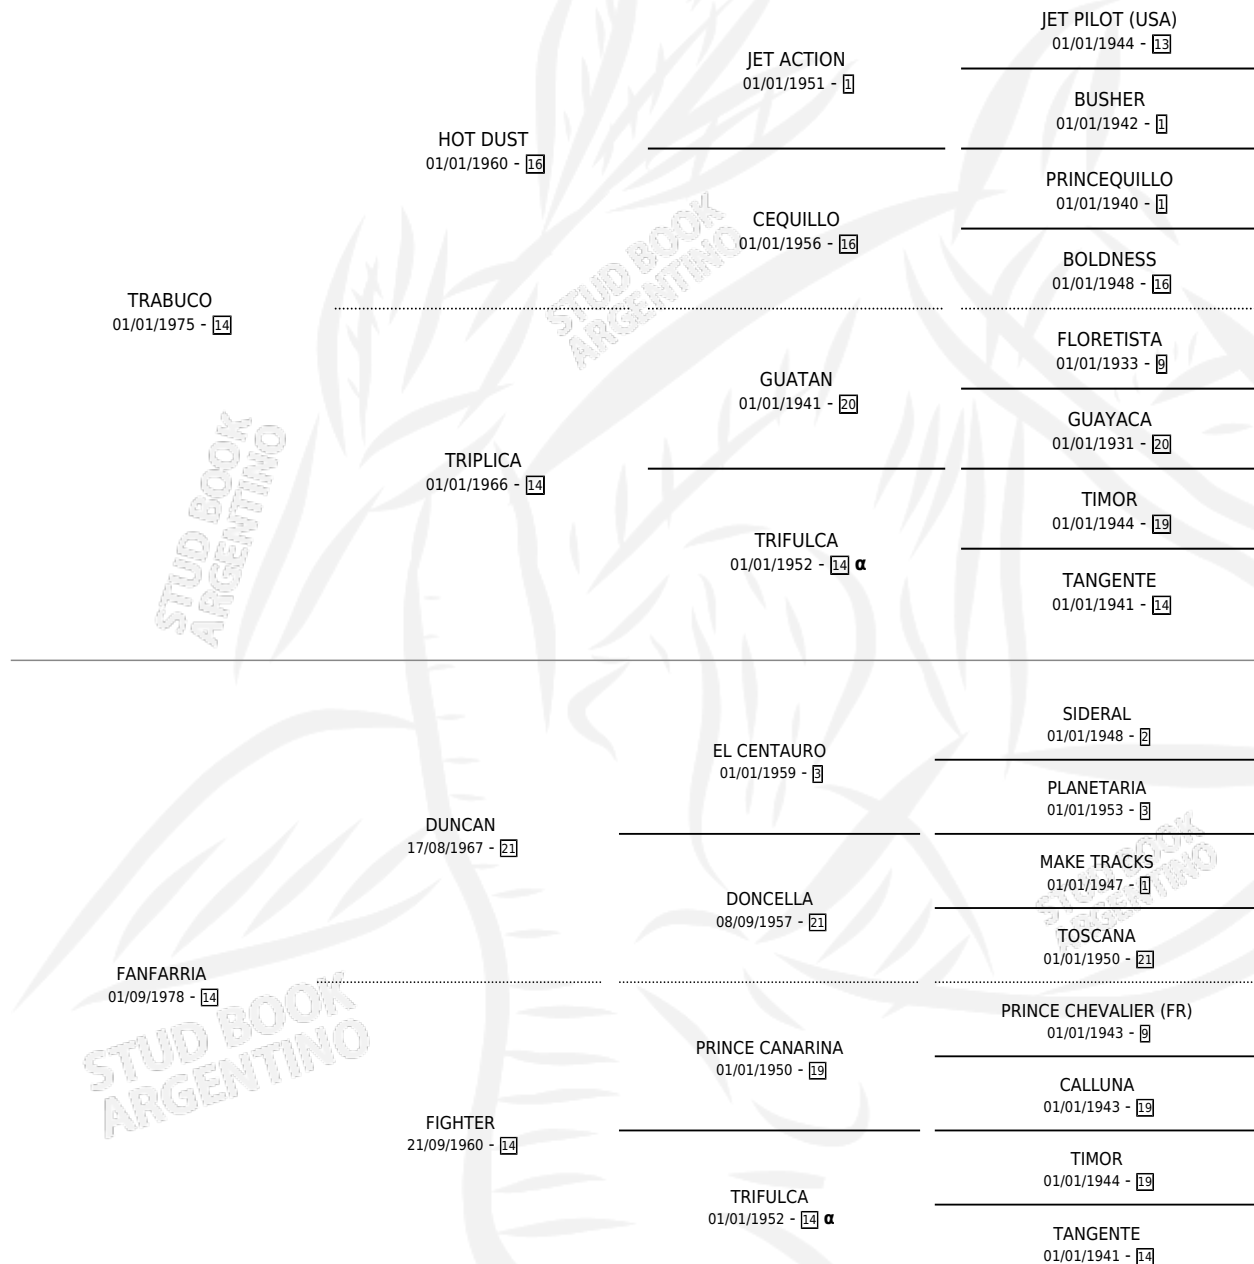 JET PILOT (USA)
01/01/1944 - 13
JET ACTION
01/01/1951 - 1
BUSHER
01/01/1942 - 1
HOT DUST
01/01/1960 - 16
PRINCEQUILLO
01/01/1940 - 1
CEQUILLO
01/01/1956 - 16
BOLDNESS
01/01/1948 - 16
TRABUCO
01/01/1975 - 14
FLORETISTA
01/01/1933 - 9
GUATAN
01/01/1941 - 20
GUAYACA
01/01/1931 - 20
TRIPLICA
01/01/1966 - 14
TIMOR
01/01/1944 - 19
TRIFULCA
01/01/1952 - 14 α
TANGENTE
01/01/1941 - 14
SIDERAL
01/01/1948 - 2
EL CENTAURO
01/01/1959 - 3
PLANETARIA
01/01/1953 - 3
DUNCAN
17/08/1967 - 21
MAKE TRACKS
01/01/1947 - 1
DONCELLA
08/09/1957 - 21
TOSCANA
01/01/1950 - 21
FANFARRIA
01/09/1978 - 14
PRINCE CHEVALIER (FR)
01/01/1943 - 9
PRINCE CANARINA
01/01/1950 - 19
CALLUNA
01/01/1943 - 19
FIGHTER
21/09/1960 - 14
TIMOR
01/01/1944 - 19
TRIFULCA
01/01/1952 - 14 α
TANGENTE
01/01/1941 - 14
STUD BOOK
ARGENTINO
STUD BOOK
ARGENTINO
STUD BOOK
ARGENTINO
STUD BOOK
ARGENTINO